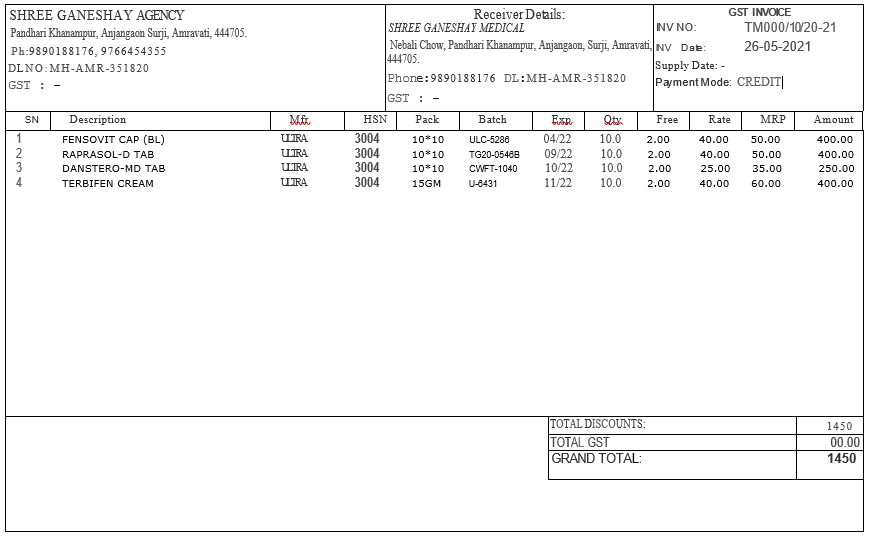 SHREE GANESHAY AGENCY
Pandhari Khanampur, Anjangaon Surji, Amravati, 444705.
Ph:9890188176, 9766454355
DLNO:MH-AMR-351820
GST : –
Receiver Details:
SHREE GANESHAY MEDICAL
Nebali Chow, Pandhari Khanampur, Anjangaon, Surji, Amravati,
444705.
Phone:9890188176 DL:MH-AMR-351820
GST : –
GST INVOICE
INV NO: TM000/10/20-21
INV Date: 26-05-2021
Supply Date: -
Payment Mode: CREDIT
SN Description Mfr. HSN Pack Batch Exp Qty. Free Rate MRP Amount
1 FENSOVIT CAP (BL) ULTRA 3004 10*10 ULC-5286 04/22 10.0 2.00 40.00 50.00 400.00
2 RAPRASOL-D TAB ULTRA 3004 10*10 TG20-0546B 09/22 10.0 2.00 40.00 50.00 400.00
3 DANSTERO-MD TAB ULTRA 3004 10*10 CWFT-1040 10/22 10.0 2.00 25.00 35.00 250.00
4 TERBIFEN CREAM ULTRA 3004 15GM U-6431 11/22 10.0 2.00 40.00 60.00 400.00
TOTAL DISCOUNTS: 1450
TOTAL GST 00.00
GRAND TOTAL: 1450